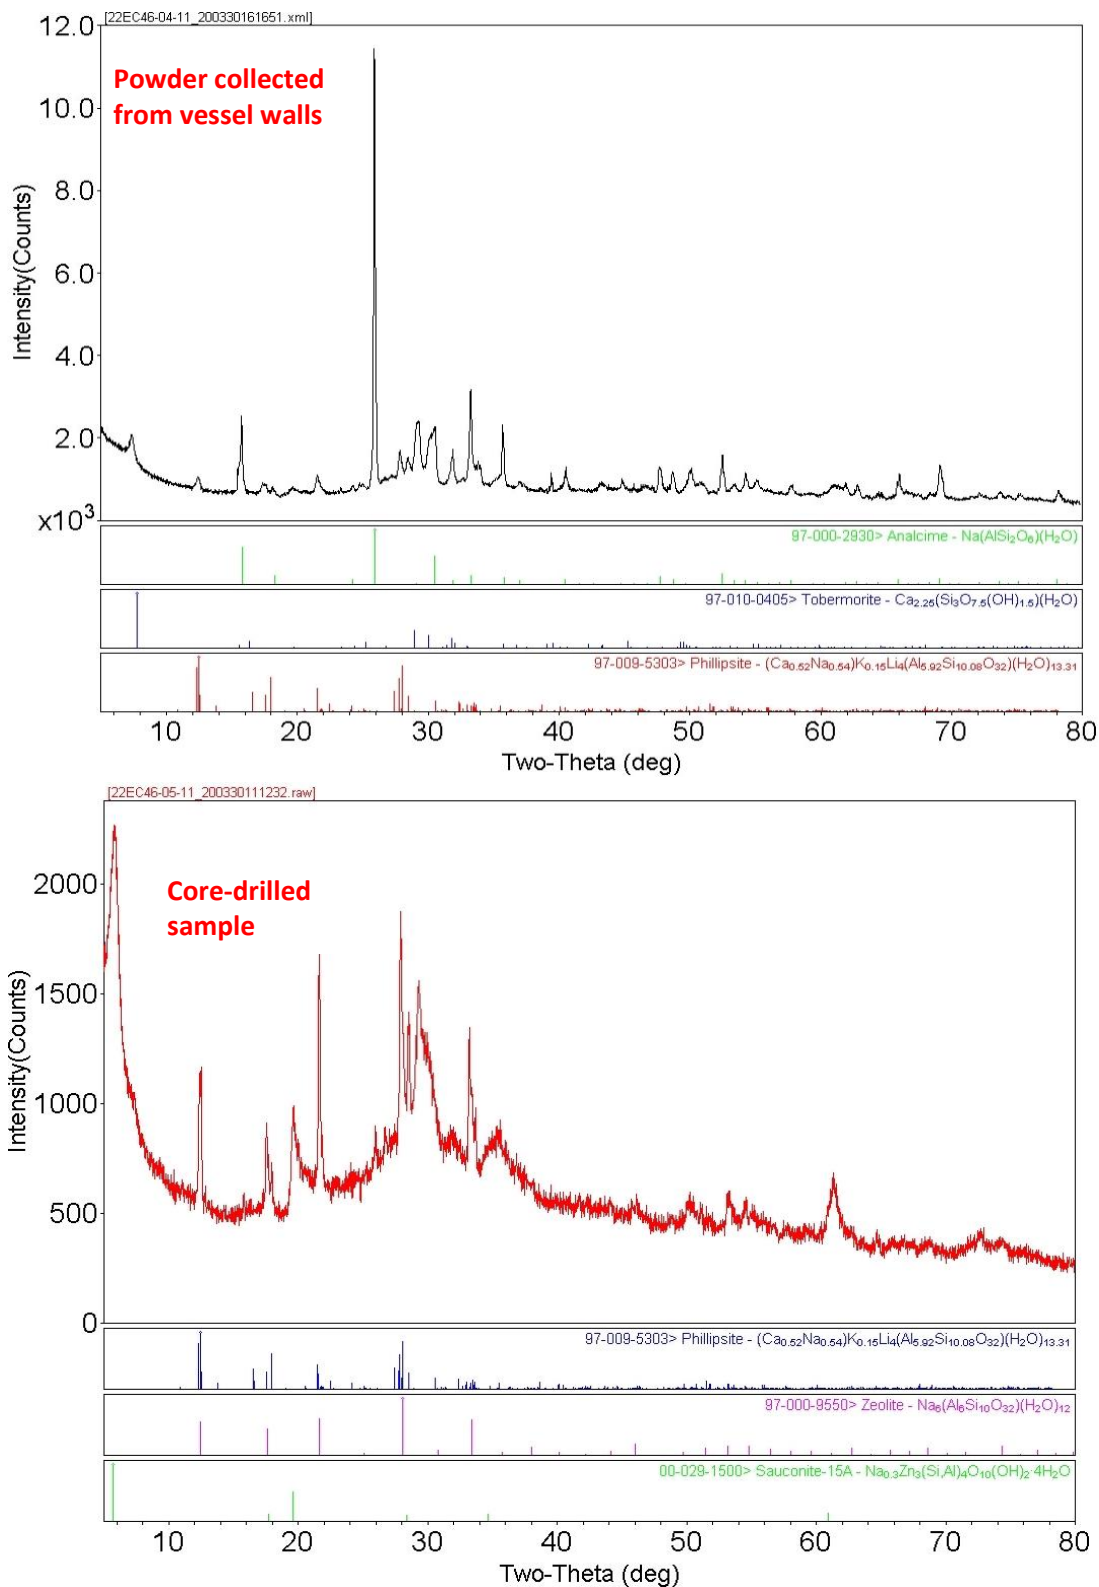 [22EC46-04-11_200330161651.xml]
12.0
10.0
8.0
6.0
4.0
2.0
x10³
Intensity(Counts)
Powder collected
from vessel walls
97-000-2930> Analcime - Na(AlSi₂O₆)(H₂O)
97-010-0405> Tobermorite - Ca₂.₂₅(Si₃O₇.₅(OH)₁.₅)(H₂O)
97-009-5303> Phillipsite - (Ca₀.₅₂Na₀.₅₄)K₀.₁₅Li₄(Al₅.₉₂Si₁₀.₀₈O₃₂)(H₂O)₁₃.₃₁
10 20 30 40 50 60 70 80
Two-Theta (deg)
[22EC46-05-11_200330111232.raw]
2000
1500
1000
500
0
Intensity(Counts)
Core-drilled
sample
97-009-5303> Phillipsite - (Ca₀.₅₂Na₀.₅₄)K₀.₁₅Li₄(Al₅.₉₂Si₁₀.₀₈O₃₂)(H₂O)₁₃.₃₁
97-000-9550> Zeolite - Na₆(Al₆Si₁₀O₃₂)(H₂O)₁₂
00-029-1500> Sauconite-15A - Na₀.₃Zn₃(Si,Al)₄O₁₀(OH)₂·4H₂O
10 20 30 40 50 60 70 80
Two-Theta (deg)